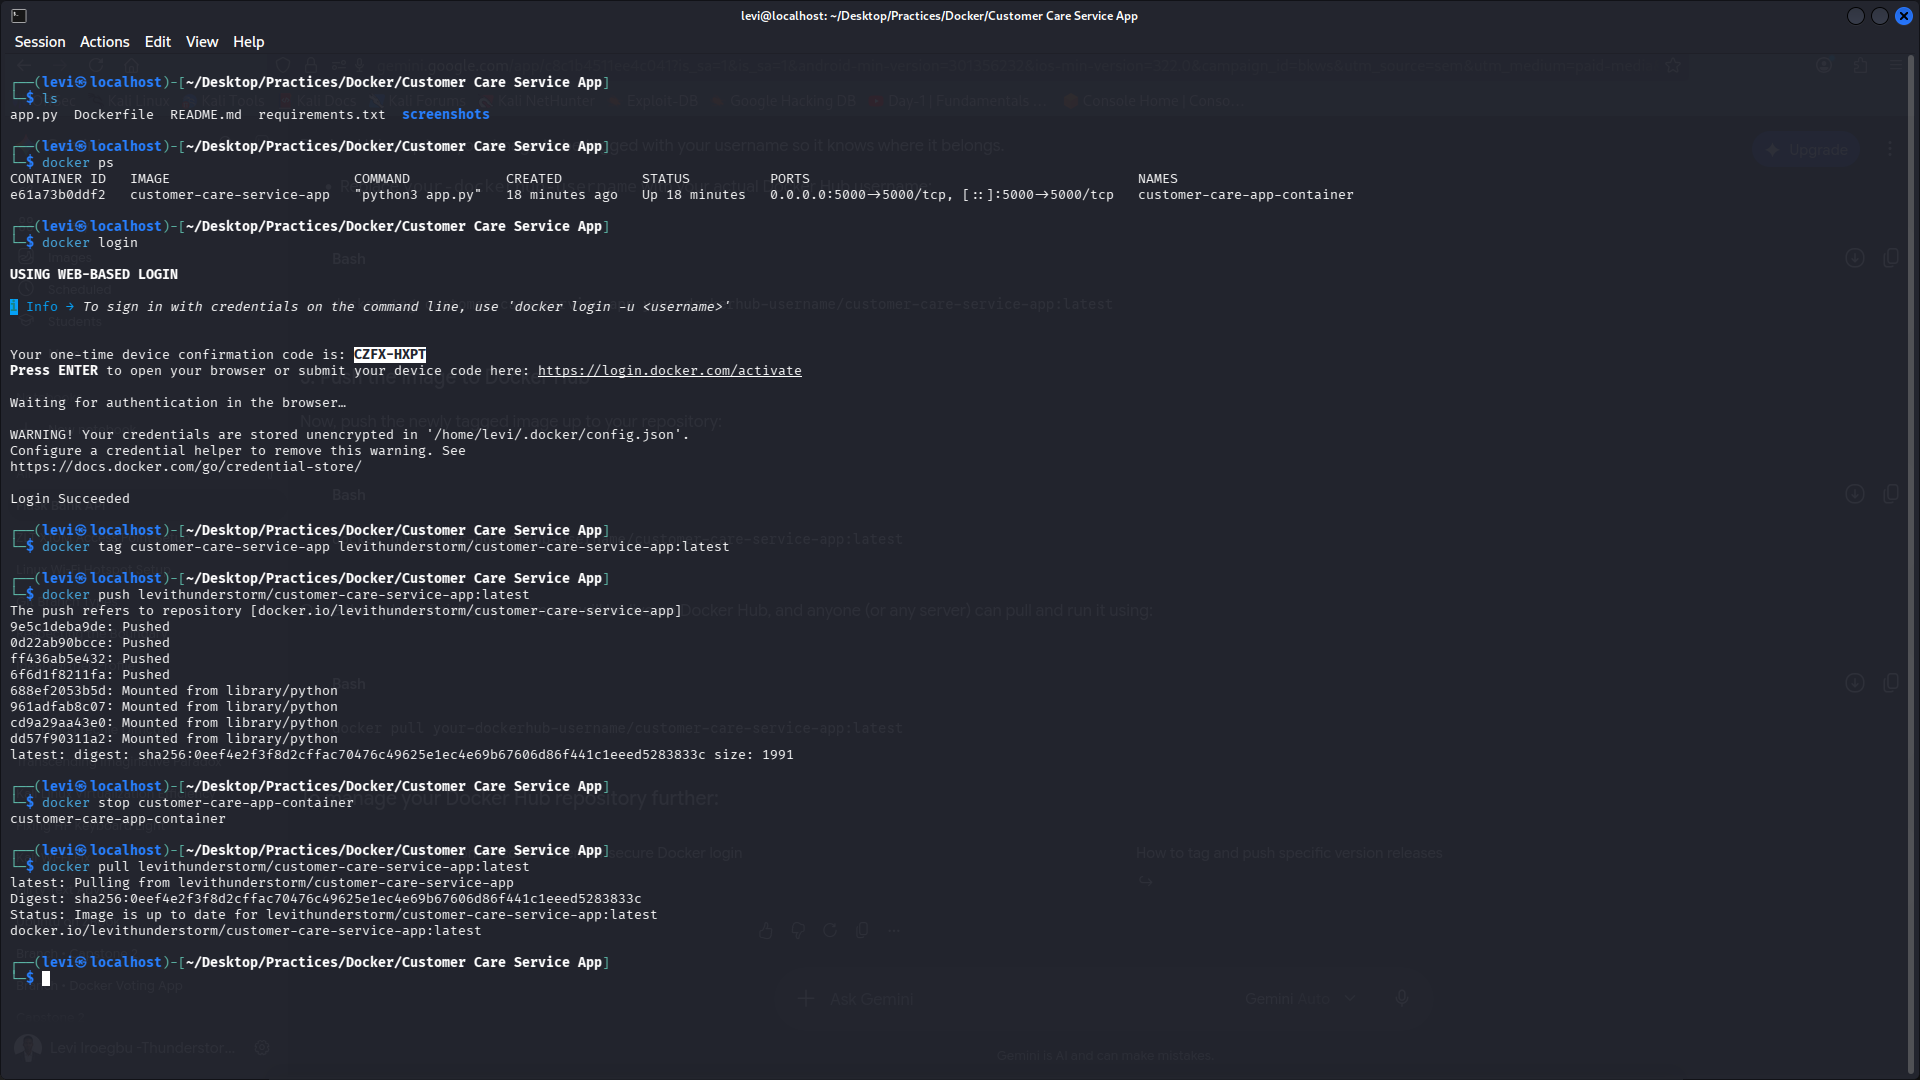 levi@localhost: ~/Desktop/Practices/Docker/Customer Care Service App
Session Actions Edit View Help
┌──(levi㉿localhost)-[~/Desktop/Practices/Docker/Customer Care Service App]
└─$ ls
app.py Dockerfile README.md requirements.txt screenshots
┌──(levi㉿localhost)-[~/Desktop/Practices/Docker/Customer Care Service App]
└─$ docker ps
CONTAINER ID IMAGE COMMAND CREATED STATUS PORTS NAMES
e61a73b0ddf2 customer-care-service-app "python3 app.py" 18 minutes ago Up 18 minutes 0.0.0.0:5000->5000/tcp, [::]:5000->5000/tcp customer-care-app-container
┌──(levi㉿localhost)-[~/Desktop/Practices/Docker/Customer Care Service App]
└─$ docker login
USING WEB-BASED LOGIN
i Info → To sign in with credentials on the command line, use 'docker login -u <username>'
Your one-time device confirmation code is: CZFX-HXPT
Press ENTER to open your browser or submit your device code here: https://login.docker.com/activate
Waiting for authentication in the browser…
WARNING! Your credentials are stored unencrypted in '/home/levi/.docker/config.json'.
Configure a credential helper to remove this warning. See
https://docs.docker.com/go/credential-store/
Login Succeeded
┌──(levi㉿localhost)-[~/Desktop/Practices/Docker/Customer Care Service App]
└─$ docker tag customer-care-service-app levithunderstorm/customer-care-service-app:latest
┌──(levi㉿localhost)-[~/Desktop/Practices/Docker/Customer Care Service App]
└─$ docker push levithunderstorm/customer-care-service-app:latest
The push refers to repository [docker.io/levithunderstorm/customer-care-service-app]
9e5c1deba9de: Pushed
0d22ab90bcce: Pushed
ff436ab5e432: Pushed
6f6d1f8211fa: Pushed
688ef2053b5d: Mounted from library/python
961adfab8c07: Mounted from library/python
cd9a29aa43e0: Mounted from library/python
dd57f90311a2: Mounted from library/python
latest: digest: sha256:0eef4e2f3f8d2cffac70476c49625e1ec4e69b67606d86f441c1eeed5283833c size: 1991
┌──(levi㉿localhost)-[~/Desktop/Practices/Docker/Customer Care Service App]
└─$ docker stop customer-care-app-container
customer-care-app-container
┌──(levi㉿localhost)-[~/Desktop/Practices/Docker/Customer Care Service App]
└─$ docker pull levithunderstorm/customer-care-service-app:latest
latest: Pulling from levithunderstorm/customer-care-service-app
Digest: sha256:0eef4e2f3f8d2cffac70476c49625e1ec4e69b67606d86f441c1eeed5283833c
Status: Image is up to date for levithunderstorm/customer-care-service-app:latest
docker.io/levithunderstorm/customer-care-service-app:latest
┌──(levi㉿localhost)-[~/Desktop/Practices/Docker/Customer Care Service App]
└─$